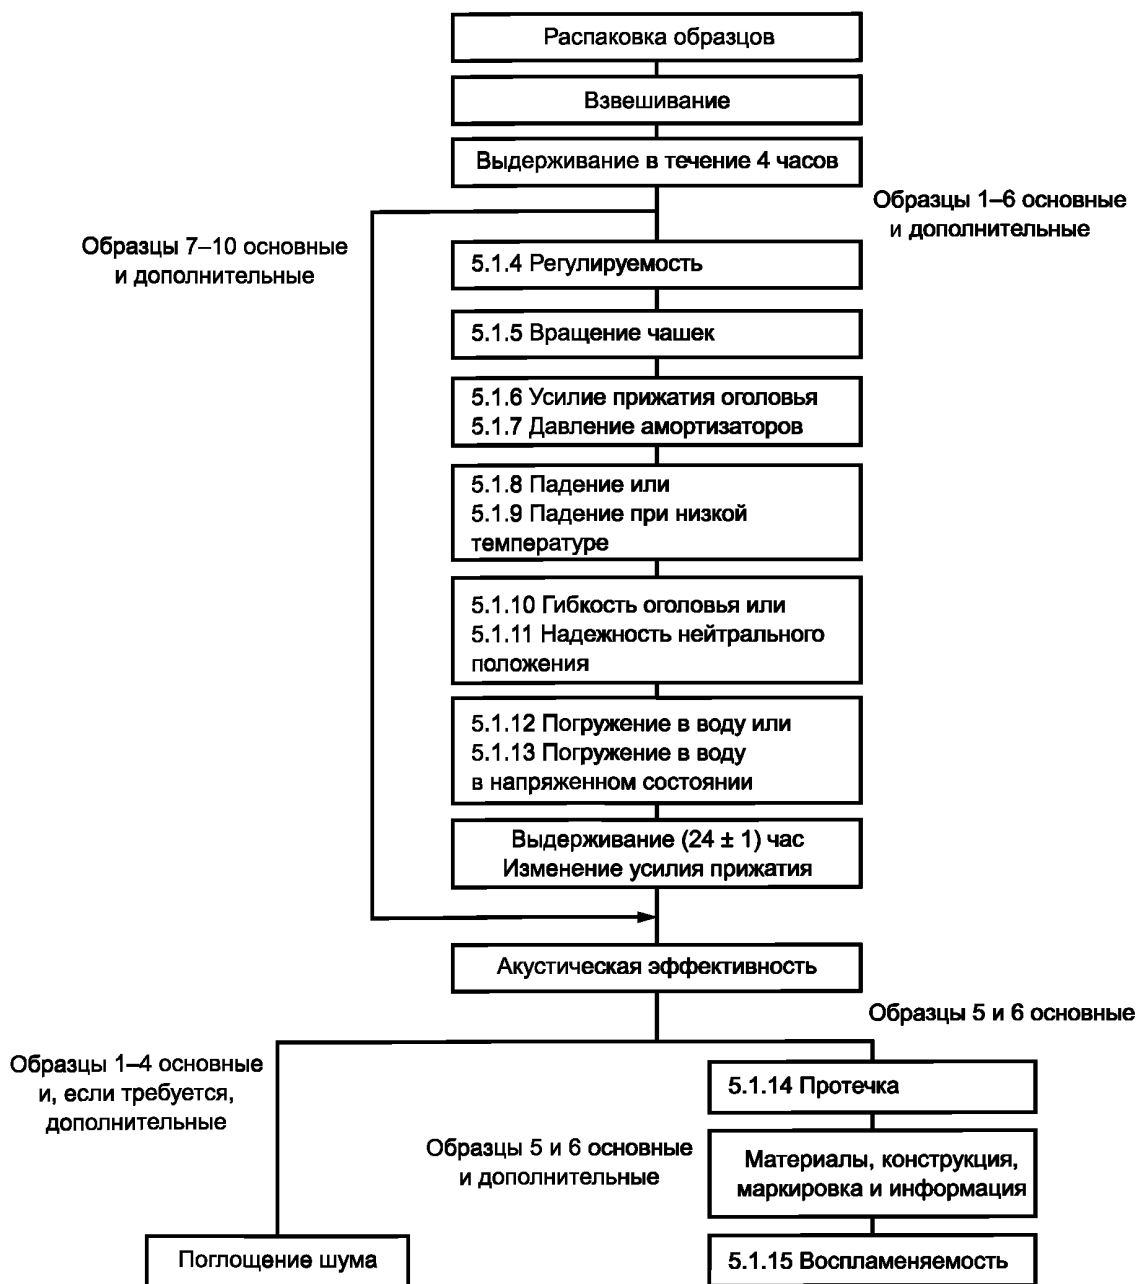 Распаковка образцов
Взвешивание
Выдерживание в течение 4 часов
Образцы 1–6 основные
и дополнительные
Образцы 7–10 основные
и дополнительные
5.1.4 Регулируемость
5.1.5 Вращение чашек
5.1.6 Усилие прижатия оголовья
5.1.7 Давление амортизаторов
5.1.8 Падение или
5.1.9 Падение при низкой
температуре
5.1.10 Гибкость оголовья или
5.1.11 Надежность нейтрального
положения
5.1.12 Погружение в воду или
5.1.13 Погружение в воду
в напряженном состоянии
Выдерживание (24 ± 1) час
Изменение усилия прижатия
Акустическая эффективность
Образцы 5 и 6 основные
Образцы 1–4 основные
и, если требуется,
дополнительные
5.1.14 Протечка
Образцы 5 и 6 основные
и дополнительные
Материалы, конструкция,
маркировка и информация
Поглощение шума
5.1.15 Воспламеняемость